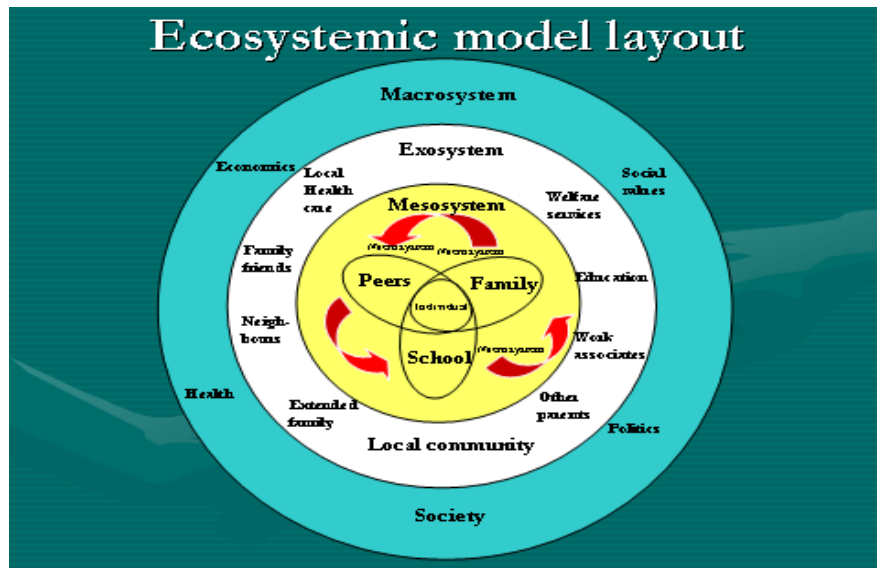 Ecosystemic model layout
Macrosystem
Exosystem
Economics
Local
Health
care
Social
values
Welfare
services
Mesosystem
Family
friends
Peers
Family
Education
Individual
Neigh-
bours
Work
associates
School
Health
Extended
family
Other
parents
Politics
Local community
Society